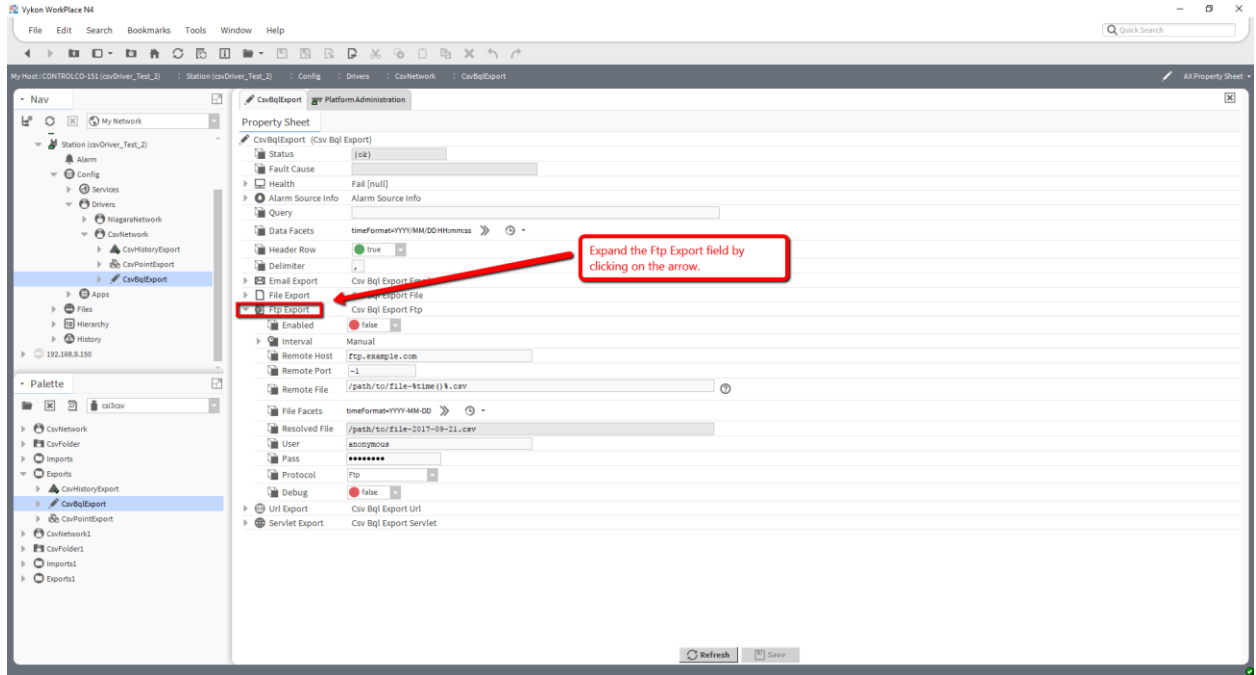 Vykon WorkPlace N4
File Edit Search Bookmarks Tools Window Help
Quick Search
My Host : CONTROLCO-151 (csvDriver_Test_2) : Station (csvDriver_Test_2) : Config : Drivers : CsvNetwork : CsvBqlExport
AX Property Sheet
Nav
My Network
Station (csvDriver_Test_2)
Alarm
Config
Services
Drivers
NiagaraNetwork
CsvNetwork
CsvHistoryExport
CsvPointExport
CsvBqlExport
Apps
Files
Hierarchy
History
192.168.9.150
Palette
csi3csv
CsvNetwork
CsvFolder
Imports
Exports
CsvHistoryExport
CsvBqlExport
CsvPointExport
CsvNetwork1
CsvFolder1
Imports1
Exports1
CsvBqlExport Platform Administration
Property Sheet
CsvBqlExport (Csv Bql Export)
Status {ok}
Fault Cause
Health Fail [null]
Alarm Source Info Alarm Source Info
Query
Data Facets timeFormat=YYYY/MM/DD HH:mm:ss
Header Row true
Delimiter ,
Email Export Csv Bql Export Email
File Export Csv Bql Export File
Ftp Export Csv Bql Export Ftp
Enabled false
Interval Manual
Remote Host ftp.example.com
Remote Port -1
Remote File /path/to/file-%time()%.csv
File Facets timeFormat=YYYY-MM-DD
Resolved File /path/to/file-2017-09-21.csv
User anonymous
Pass ••••••••
Protocol Ftp
Debug false
Url Export Csv Bql Export Url
Servlet Export Csv Bql Export Servlet
Expand the Ftp Export field by
clicking on the arrow.
Refresh Save